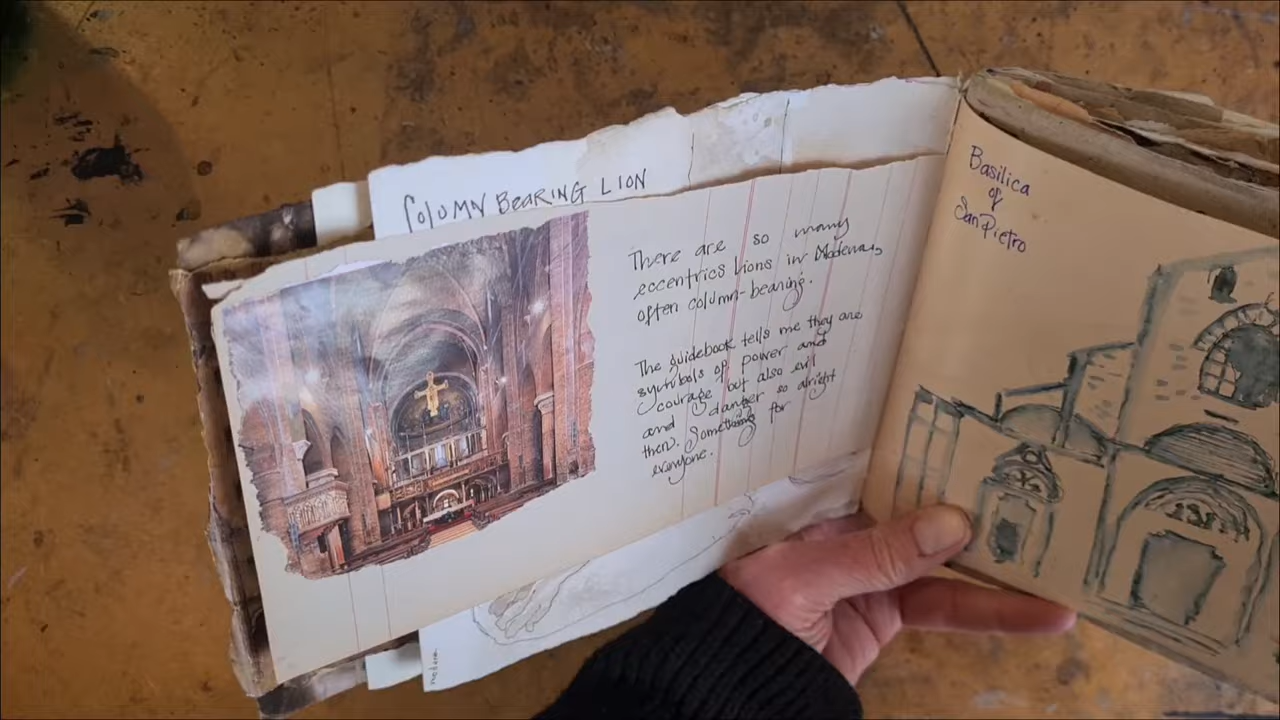 COLUMN BEARING LION
There are so many
eccentrics lions in Modena,
often column-bearing.
The guidebook tells me they are
symbols of power and
courage but also evil
and danger so alright
then. Something for
everyone.
modena
Basilica
of
San Pietro